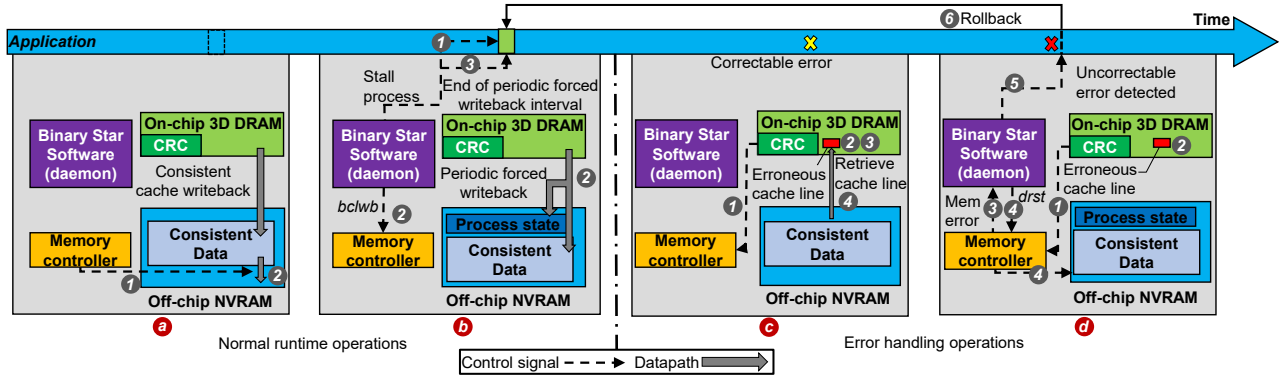 6 Rollback
Time
Application
1
3
Stall
process
End of periodic forced
writeback interval
Correctable error
5
Uncorrectable
error detected
Binary Star
Software
(daemon)
On-chip 3D DRAM
CRC
Consistent
cache writeback
Memory
controller
Consistent
Data
1
2
Off-chip NVRAM
a
Binary Star
Software
(daemon)
On-chip 3D DRAM
CRC
Periodic forced
writeback
2
bclwb
2
Process state
Memory
controller
Consistent
Data
Off-chip NVRAM
b
Binary Star
Software
(daemon)
On-chip 3D DRAM
CRC
2 3
Erroneous
cache line
Retrieve
cache line
1
4
Memory
controller
Consistent
Data
Off-chip NVRAM
c
Binary Star
Software
(daemon)
On-chip 3D DRAM
CRC
2
Erroneous
cache line
Mem
error
3
4
drst
1
Process state
Memory
controller
Consistent
Data
4
Off-chip NVRAM
d
Normal runtime operations
Error handling operations
Control signal
Datapath